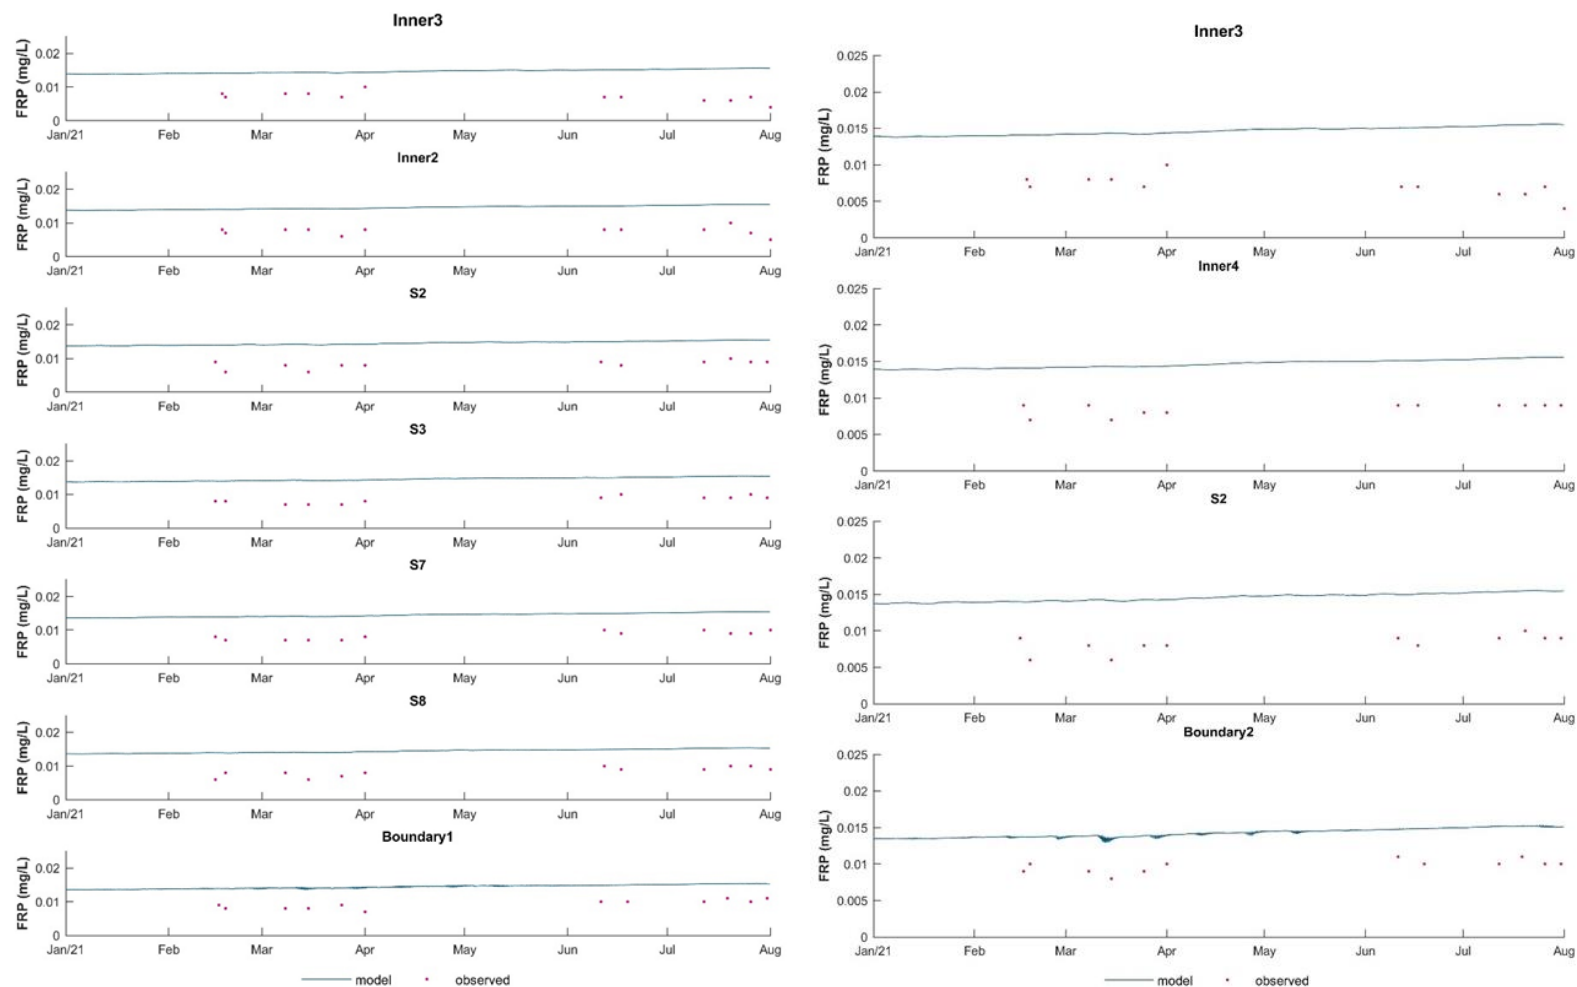 Inner3
FRP (mg/L)
0.02
0.01
0
Jan/21 Feb Mar Apr May Jun Jul Aug
Inner2
FRP (mg/L)
0.02
0.01
0
Jan/21 Feb Mar Apr May Jun Jul Aug
S2
FRP (mg/L)
0.02
0.01
0
Jan/21 Feb Mar Apr May Jun Jul Aug
S3
FRP (mg/L)
0.02
0.01
0
Jan/21 Feb Mar Apr May Jun Jul Aug
S7
FRP (mg/L)
0.02
0.01
0
Jan/21 Feb Mar Apr May Jun Jul Aug
S8
FRP (mg/L)
0.02
0.01
0
Jan/21 Feb Mar Apr May Jun Jul Aug
Boundary1
FRP (mg/L)
0.02
0.01
0
Jan/21 Feb Mar Apr May Jun Jul Aug
model observed
Inner3
FRP (mg/L)
0.025
0.02
0.015
0.01
0.005
0
Jan/21 Feb Mar Apr May Jun Jul Aug
Inner4
FRP (mg/L)
0.025
0.02
0.015
0.01
0.005
0
Jan/21 Feb Mar Apr May Jun Jul Aug
S2
FRP (mg/L)
0.025
0.02
0.015
0.01
0.005
0
Jan/21 Feb Mar Apr May Jun Jul Aug
Boundary2
FRP (mg/L)
0.025
0.02
0.015
0.01
0.005
0
Jan/21 Feb Mar Apr May Jun Jul Aug
model observed